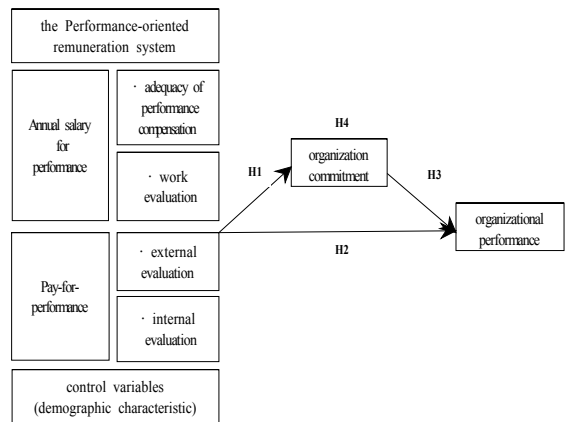 the Performance-oriented
remuneration system
Annual salary
for
performance
· adequacy of
performance
compensation
· work
evaluation
Pay-for-
performance
· external
evaluation
· internal
evaluation
control variables
(demographic characteristic)
H1
H4
organization
commitment
H3
H2
organizational
performance